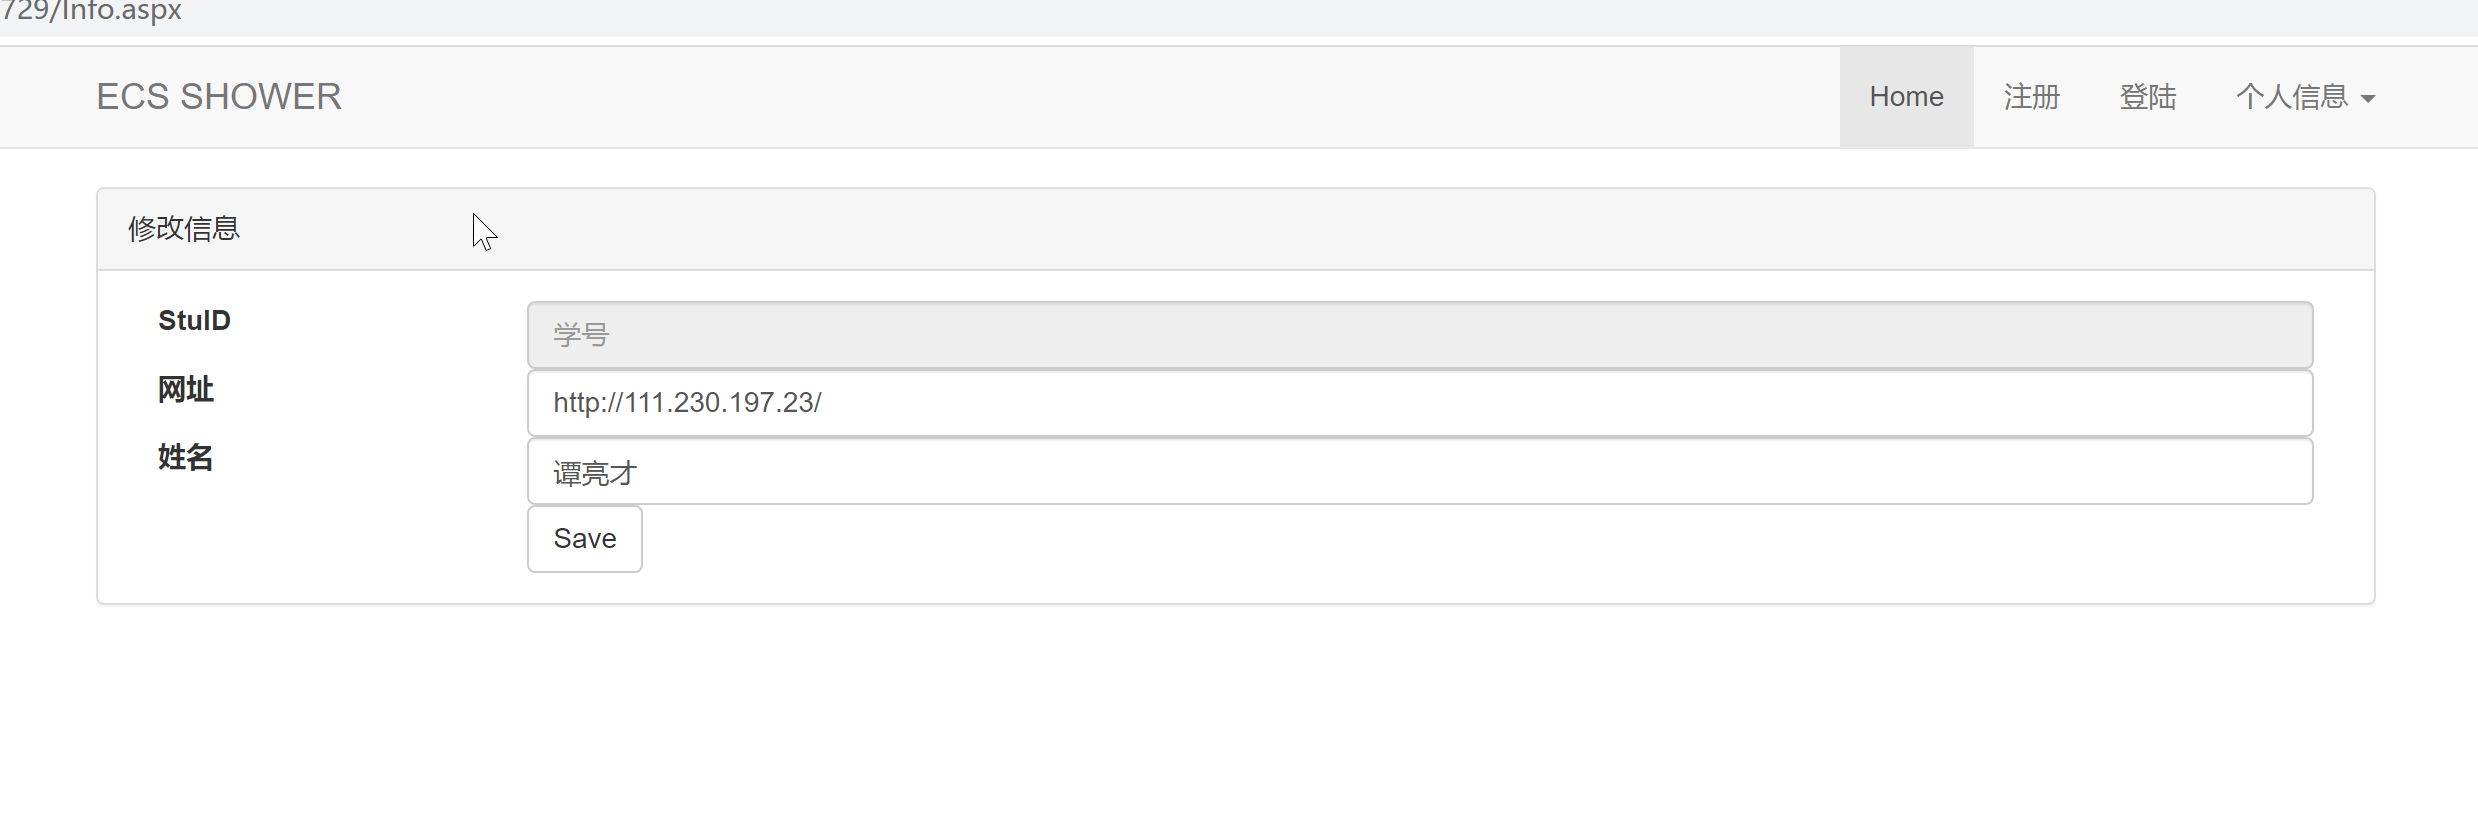 729/Info.aspx
ECS SHOWER Home 注册 登陆 个人信息
修改信息
StuID 学号
网址 http://111.230.197.23/
姓名 谭亮才
Save